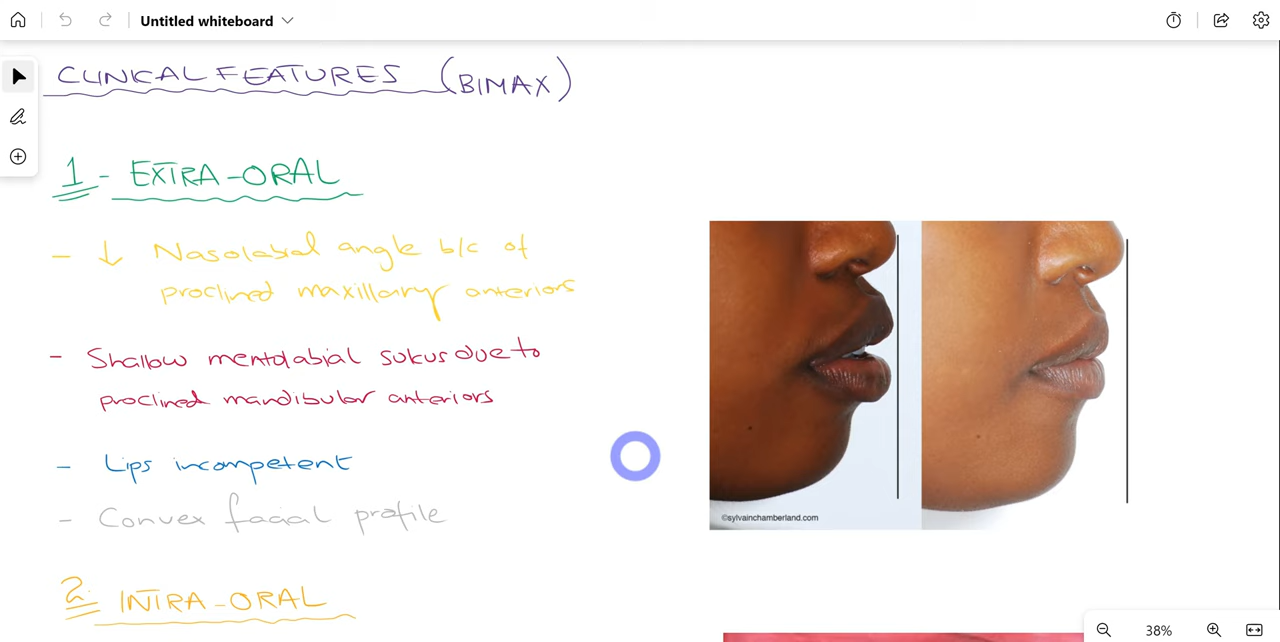 Untitled whiteboard
CLINICAL FEATURES (BIMAX)
1 - EXTRA-ORAL
- ↓ Nasolabial angle b/c of
proclined maxillary anteriors
- Shallow mentolabial sulcus due to
proclined mandibular anteriors
- Lips incompetent
- Convex facial profile
©sylvainchamberland.com
2. INTRA-ORAL
38%